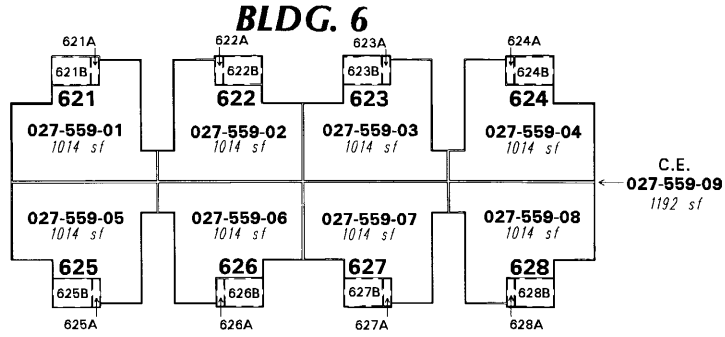 BLDG. 6
621A 622A 623A 624A
621B 622B 623B 624B
621 622 623 624
027-559-01 027-559-02 027-559-03 027-559-04
1014 sf 1014 sf 1014 sf 1014 sf
C.E.
027-559-09
1192 sf
027-559-05 027-559-06 027-559-07 027-559-08
1014 sf 1014 sf 1014 sf 1014 sf
625 626 627 628
625B 626B 627B 628B
625A 626A 627A 628A